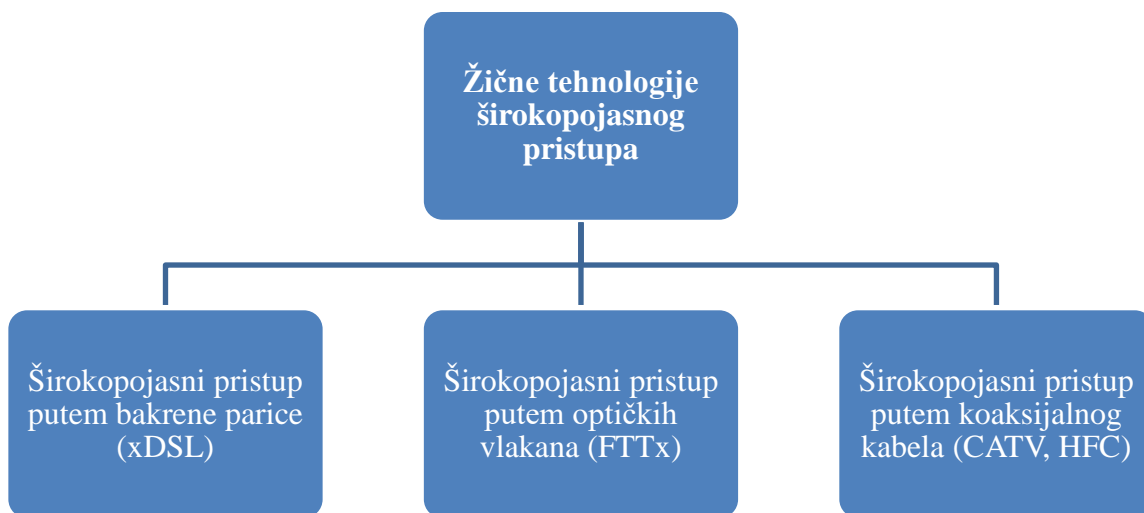 Žične tehnologije
širokopojasnog
pristupa
Širokopojasni pristup
putem bakrene parice
(xDSL)
Širokopojasni pristup
putem optičkih
vlakana (FTTx)
Širokopojasni pristup
putem koaksijalnog
kabela (CATV, HFC)